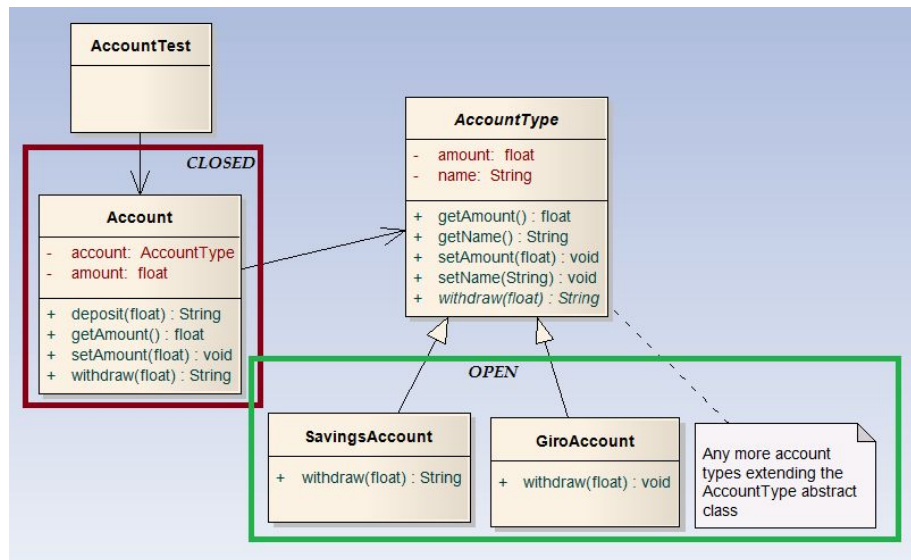 AccountTest
CLOSED
Account
- account: AccountType
- amount: float
+ deposit(float) : String
+ getAmount() : float
+ setAmount(float) : void
+ withdraw(float) : String
AccountType
- amount: float
- name: String
+ getAmount() : float
+ getName() : String
+ setAmount(float) : void
+ setName(String) : void
+ withdraw(float) : String
OPEN
SavingsAccount
+ withdraw(float) : String
GiroAccount
+ withdraw(float) : void
Any more account
types extending the
AccountType abstract
class